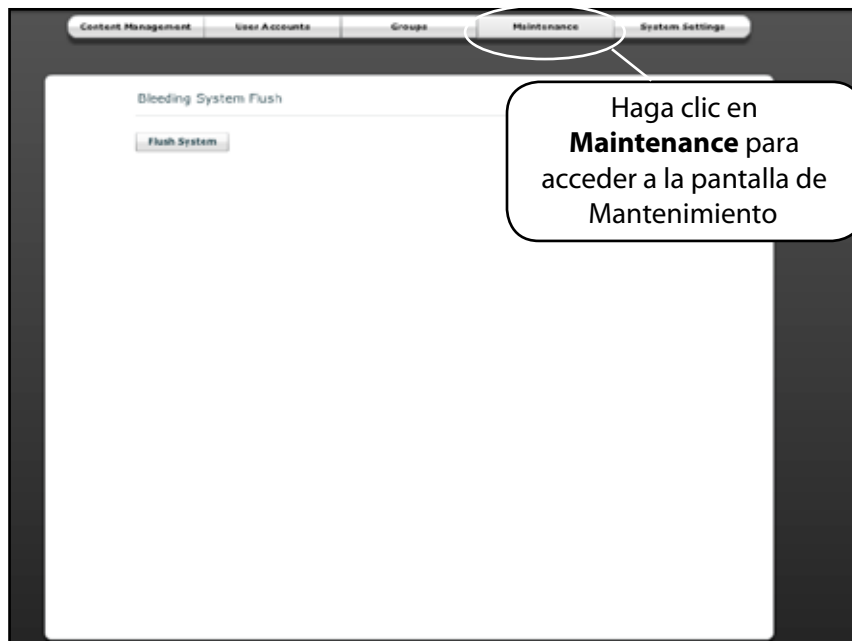 Content Management User Accounts Groups Maintenance System Settings
Bleeding System Flush
Flush System
Haga clic en
Maintenance para
acceder a la pantalla de
Mantenimiento